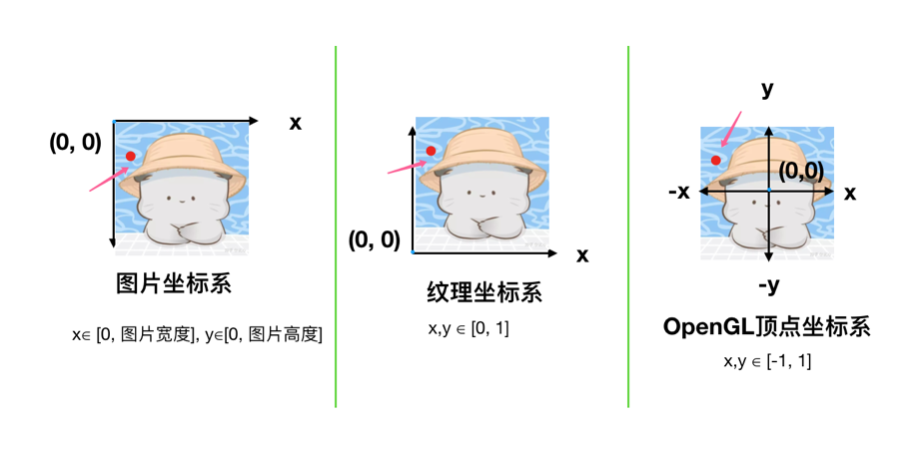 (0, 0)
x
图片坐标系
x∈ [0, 图片宽度], y∈[0, 图片高度]
(0, 0)
x
纹理坐标系
x,y ∈ [0, 1]
y
(0,0)
-x
x
-y
OpenGL顶点坐标系
x,y ∈ [-1, 1]